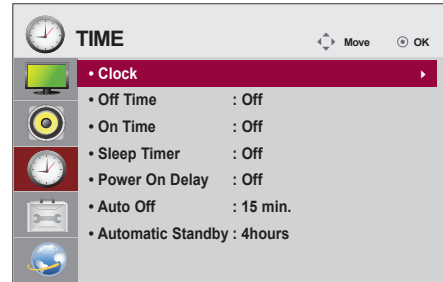 TIME
Move
OK
• Clock
• Off Time : Off
• On Time : Off
• Sleep Timer : Off
• Power On Delay : Off
• Auto Off : 15 min.
• Automatic Standby : 4hours